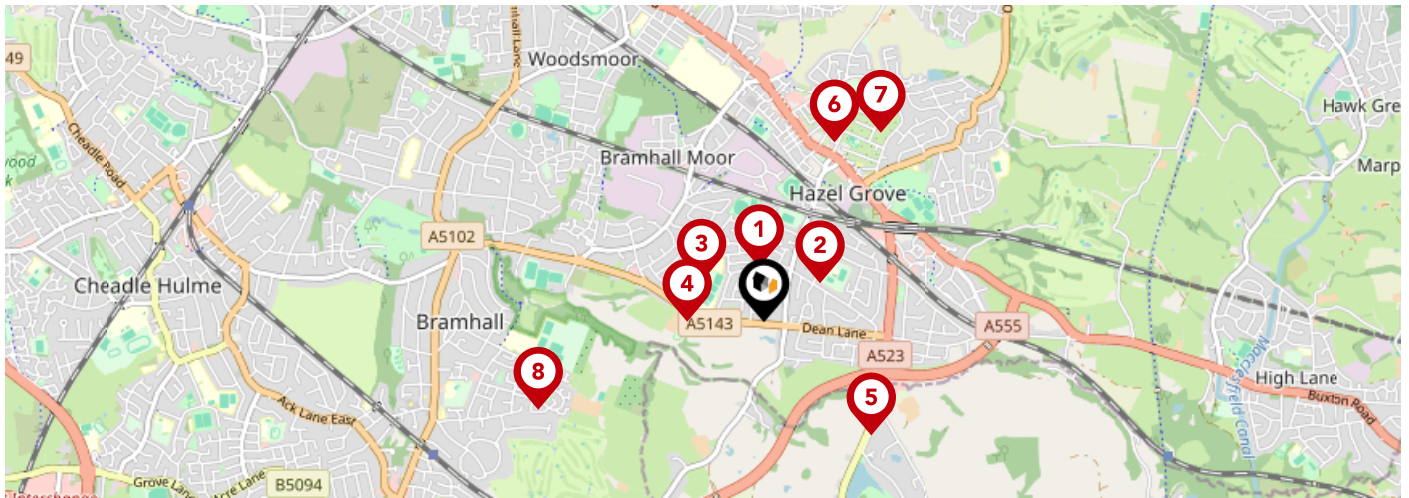 49
Woodsmoor
6
7
Hawk Gre
Cheadle Road
Bramhall Moor
Marp
Hazel Grove
A5102
3
1
2
4
Cheadle Hulme
Bramhall
A5143
Dean Lane
A555
A523
8
5
High Lane
Buxton Road
Macclesfield Canal
Ack Lane East
Grove Lane
Acre Lane
B5094
Interchange